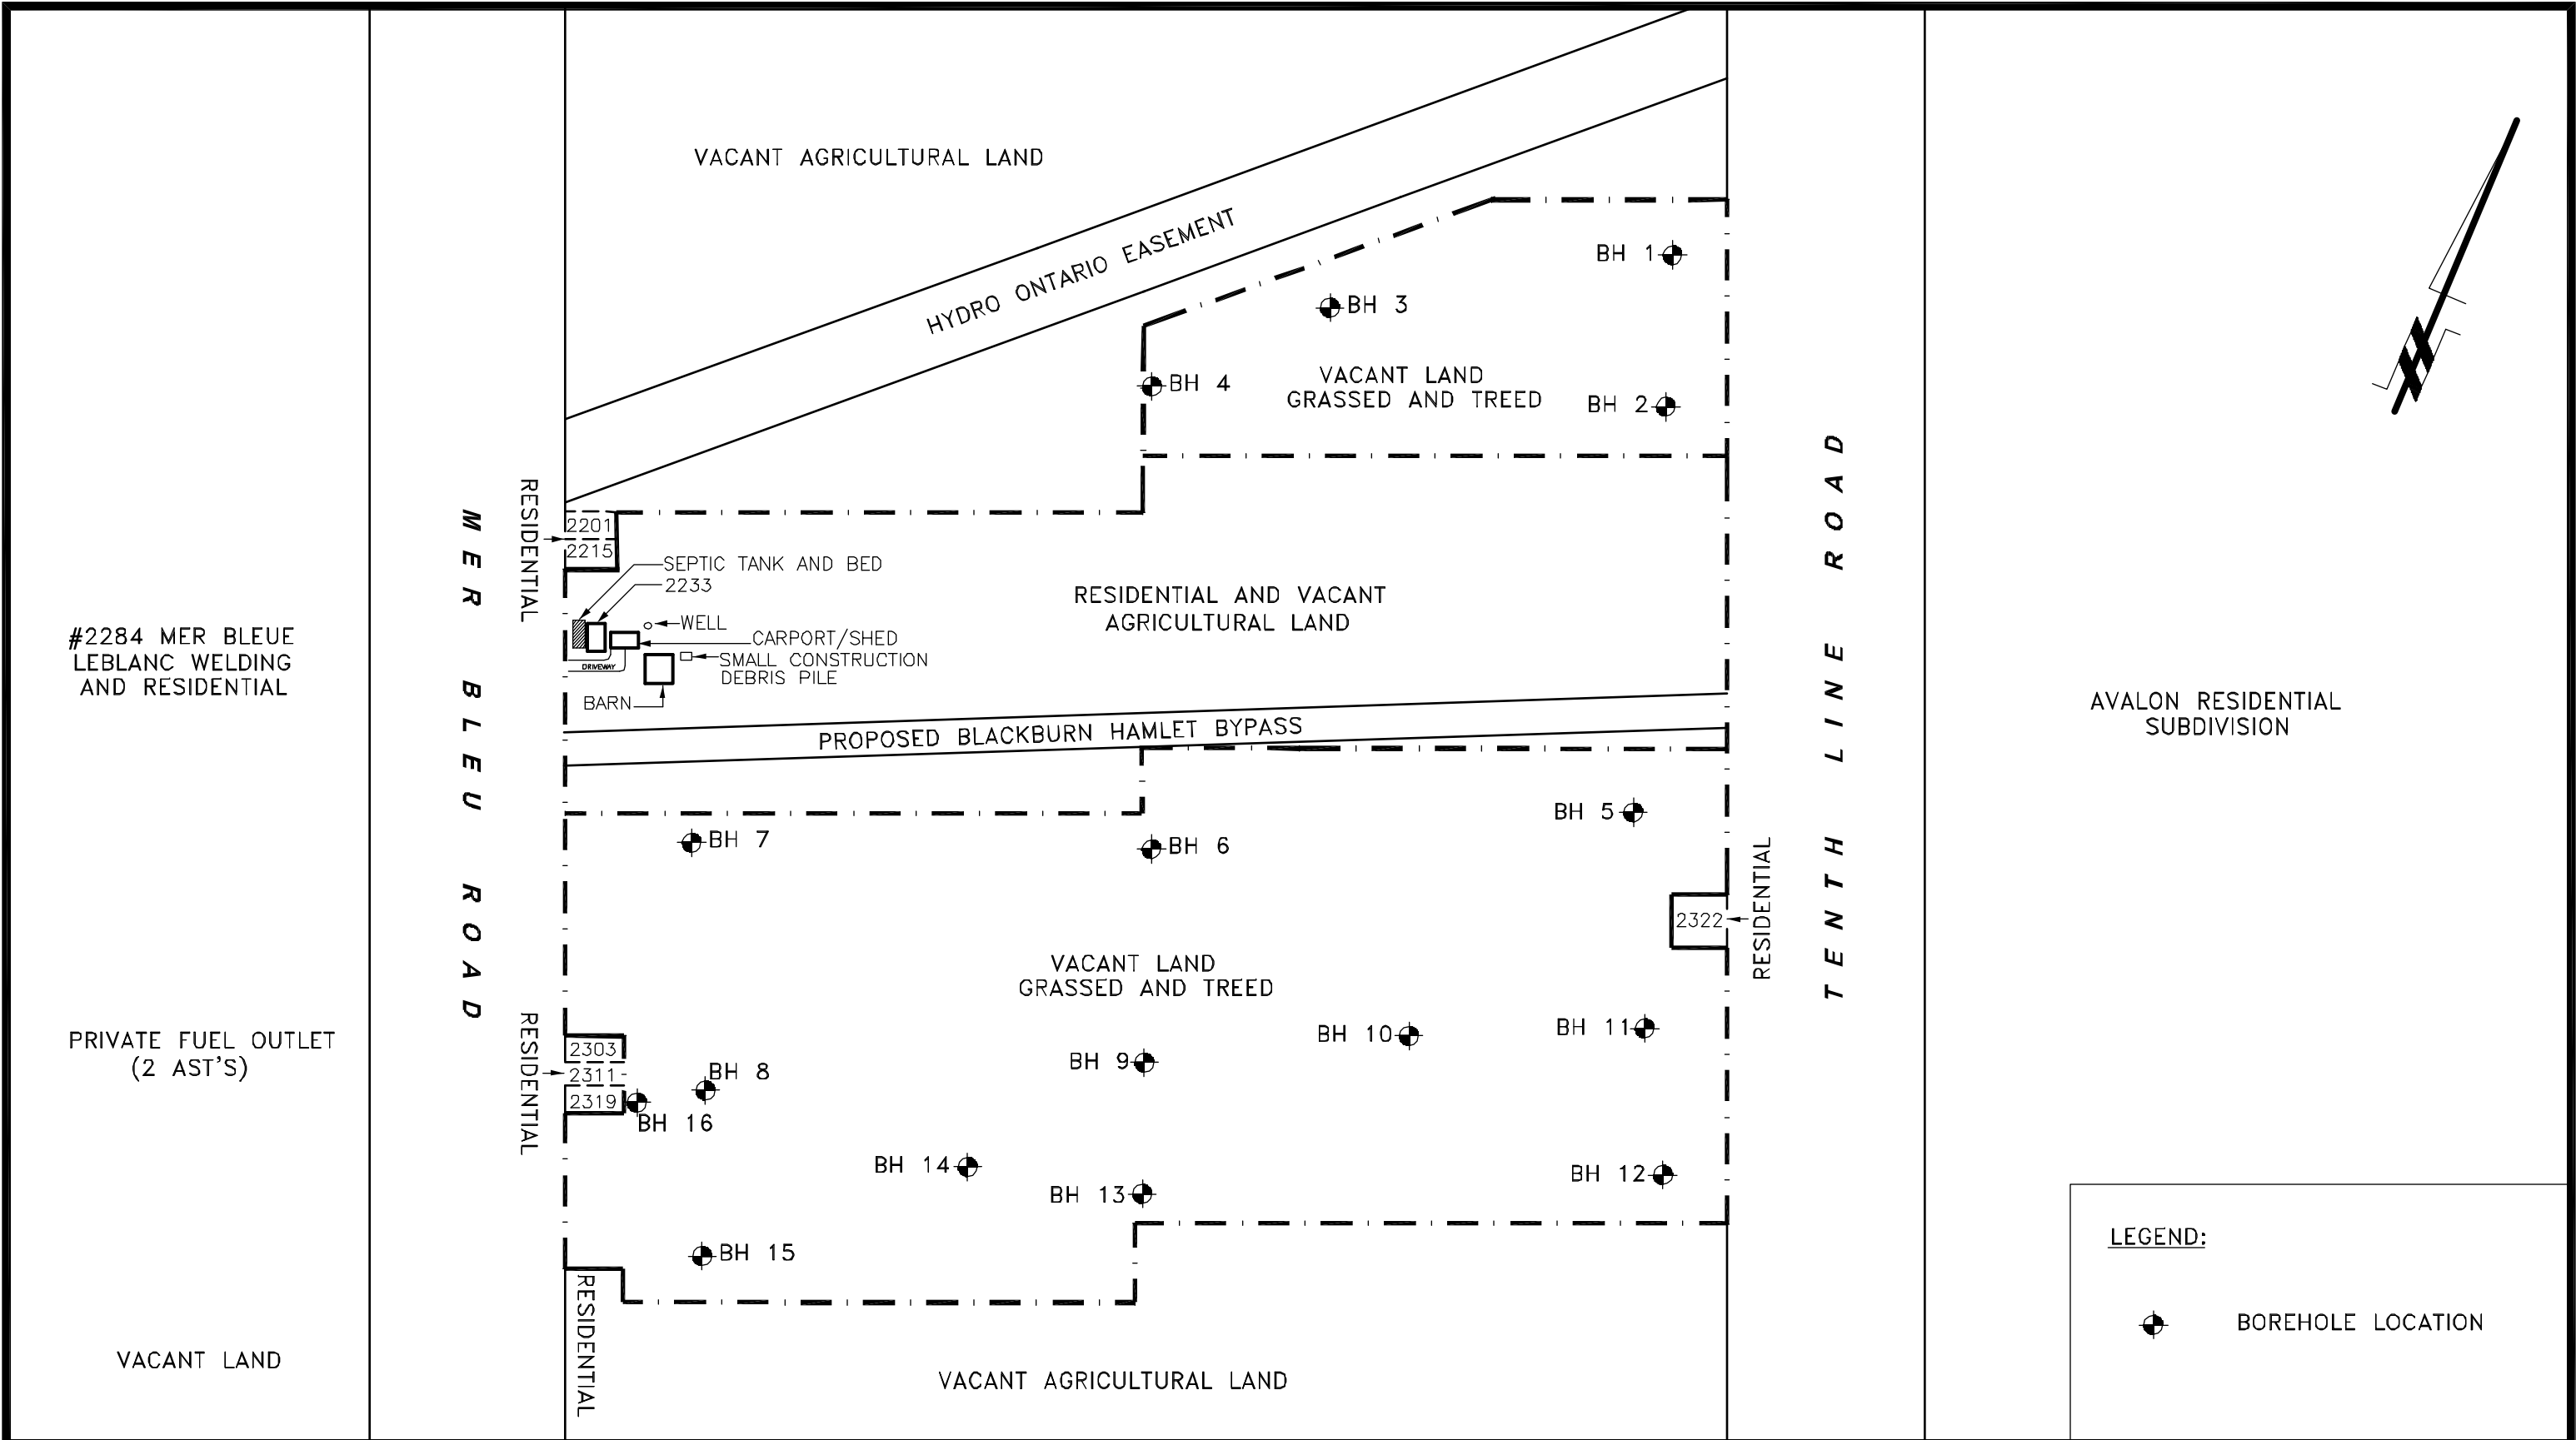 VACANT AGRICULTURAL LAND
HYDRO ONTARIO EASEMENT
BH 1
BH 3
BH 4
VACANT LAND
GRASSED AND TREED
BH 2
RESIDENTIAL
2201
2215
SEPTIC TANK AND BED
2233
WELL
CARPORT/SHED
SMALL CONSTRUCTION
DEBRIS PILE
DRIVEWAY
BARN
RESIDENTIAL AND VACANT
AGRICULTURAL LAND
#2284 MER BLEUE
LEBLANC WELDING
AND RESIDENTIAL
MER BLEU ROAD
TENTH LINE ROAD
AVALON RESIDENTIAL
SUBDIVISION
PROPOSED BLACKBURN HAMLET BYPASS
BH 5
BH 7
BH 6
2322
RESIDENTIAL
VACANT LAND
GRASSED AND TREED
PRIVATE FUEL OUTLET
(2 AST'S)
RESIDENTIAL
2303
2311
2319
BH 8
BH 16
BH 9
BH 10
BH 11
BH 14
BH 13
BH 12
BH 15
RESIDENTIAL
VACANT LAND
VACANT AGRICULTURAL LAND
LEGEND:
BOREHOLE LOCATION